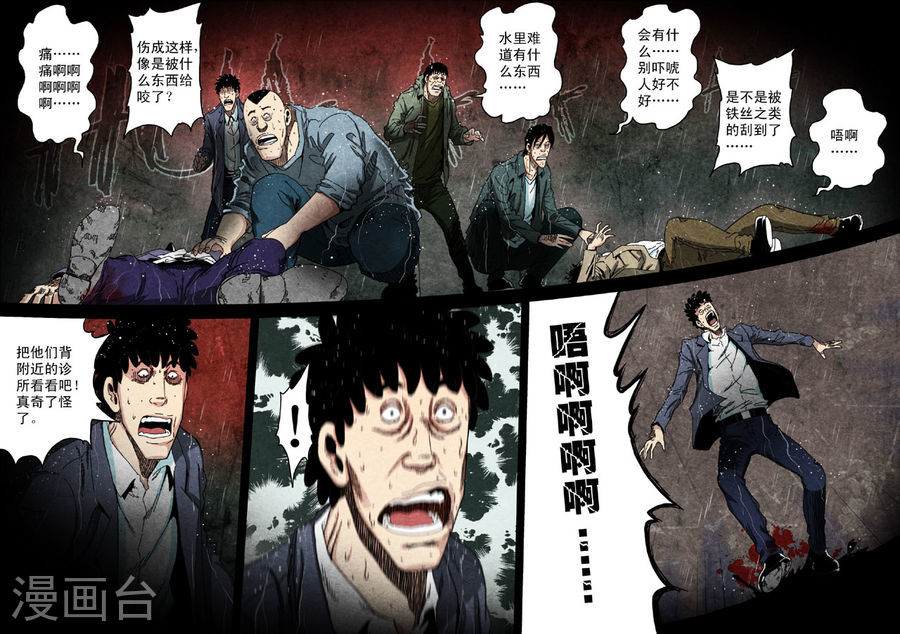 痛……
痛啊啊
啊啊啊
啊……
伤成这样，
像是被什
么东西给
咬了？
水里难
道有什
么东西
……
会有什
么……
别吓唬
人好不
好……
是不是被
铁丝之类
的刮到了
……
唔啊
……
把他们背
附近的诊
所看看吧！
真奇了怪
了。
！
唔啊啊啊啊……
漫画台